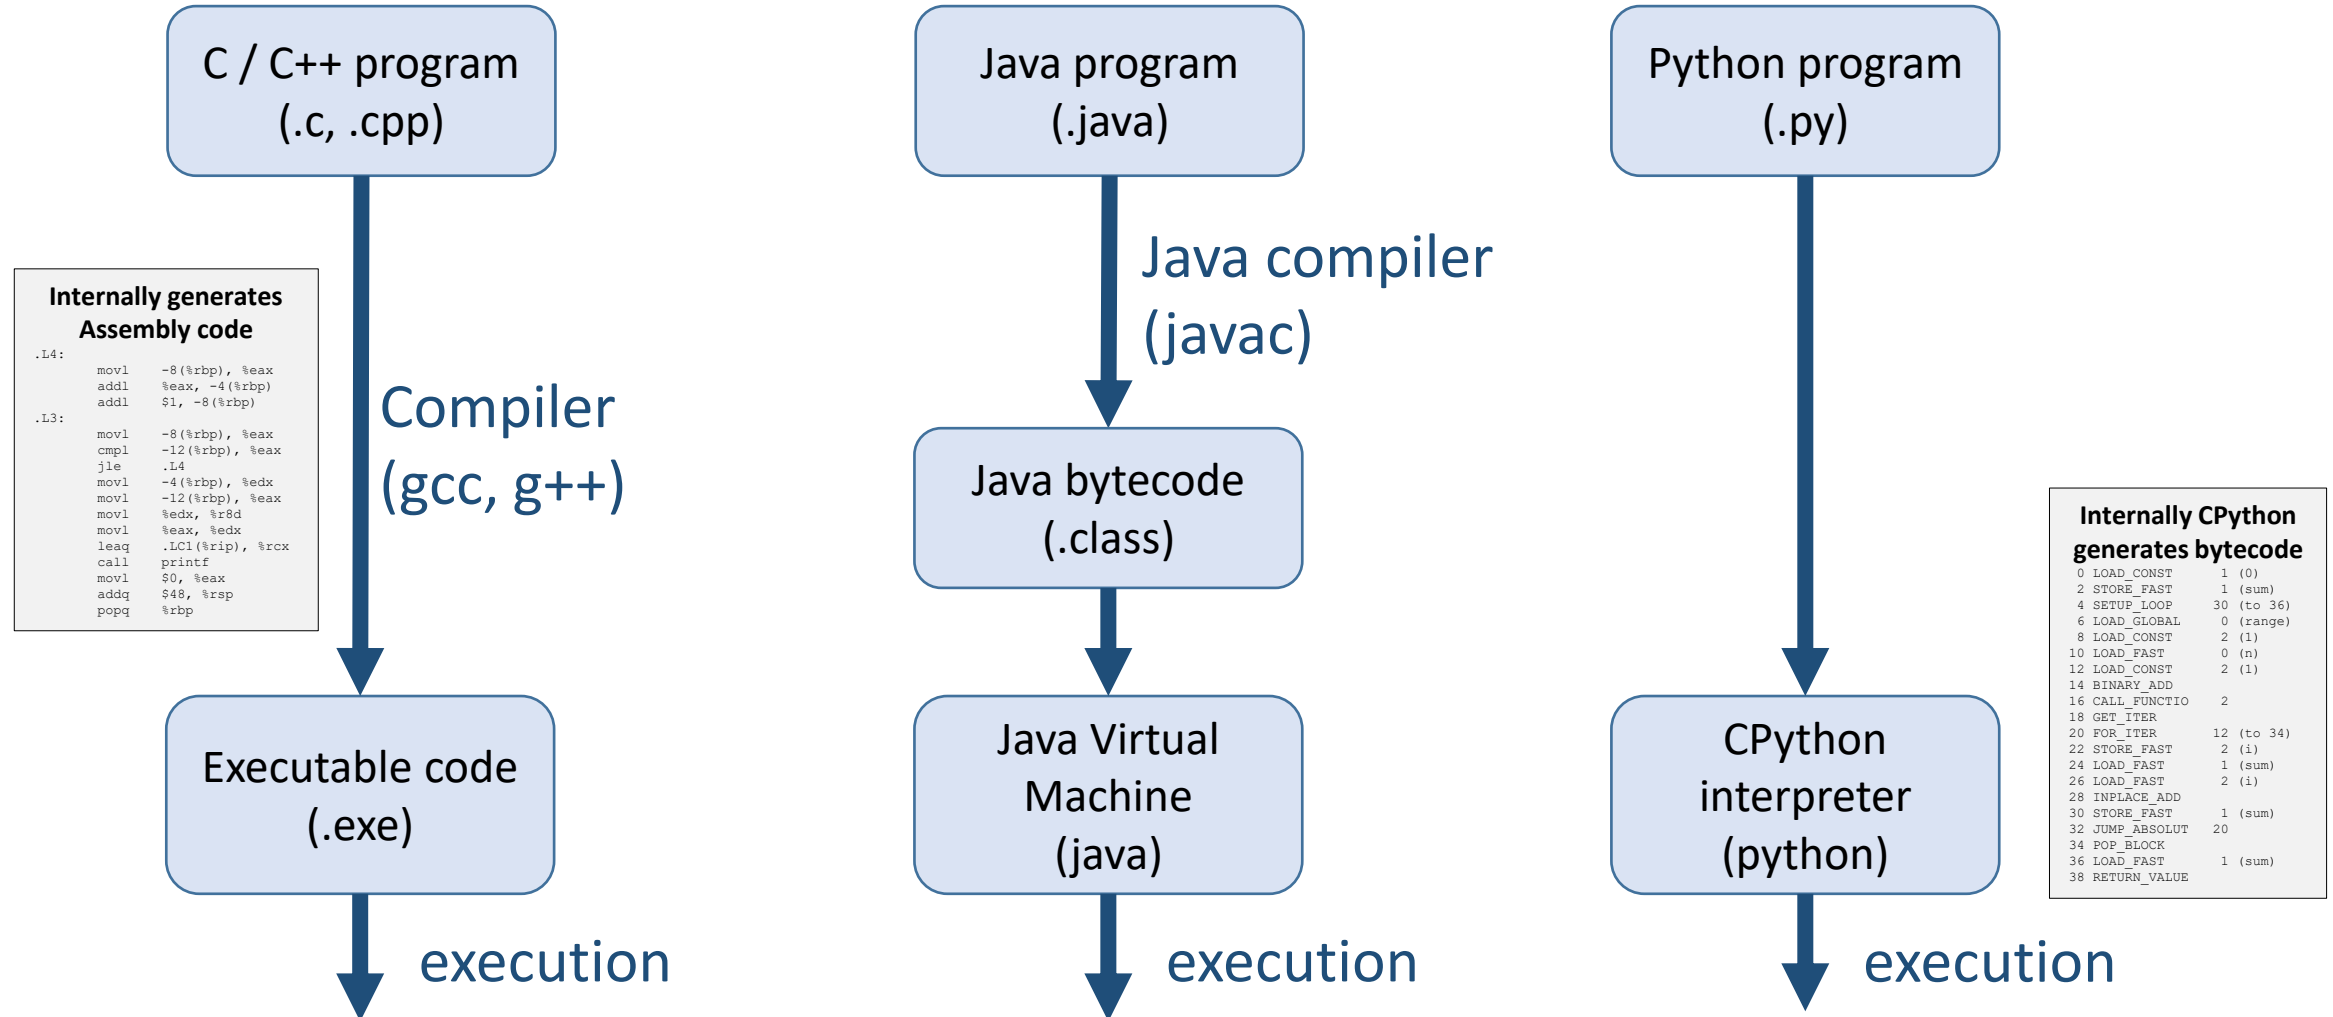 C / C++ program
(.c, .cpp)
Internally generates
Assembly code
.L4:
movl -8(%rbp), %eax
addl %eax, -4(%rbp)
addl $1, -8(%rbp)
.L3:
movl -8(%rbp), %eax
cmpl -12(%rbp), %eax
jle .L4
movl -4(%rbp), %edx
movl -12(%rbp), %eax
movl %edx, %r8d
movl %eax, %edx
leaq .LC1(%rip), %rcx
call printf
movl $0, %eax
addq $48, %rsp
popq %rbp
Compiler
(gcc, g++)
Executable code
(.exe)
execution
Java program
(.java)
Java compiler
(javac)
Java bytecode
(.class)
Java Virtual
Machine
(java)
execution
Python program
(.py)
CPython
interpreter
(python)
Internally CPython
generates bytecode
0 LOAD_CONST 1 (0)
2 STORE_FAST 1 (sum)
4 SETUP_LOOP 30 (to 36)
6 LOAD_GLOBAL 0 (range)
8 LOAD_CONST 2 (1)
10 LOAD_FAST 0 (n)
12 LOAD_CONST 2 (1)
14 BINARY_ADD
16 CALL_FUNCTIO 2
18 GET_ITER
20 FOR_ITER 12 (to 34)
22 STORE_FAST 2 (i)
24 LOAD_FAST 1 (sum)
26 LOAD_FAST 2 (i)
28 INPLACE_ADD
30 STORE_FAST 1 (sum)
32 JUMP_ABSOLUT 20
34 POP_BLOCK
36 LOAD_FAST 1 (sum)
38 RETURN_VALUE
execution